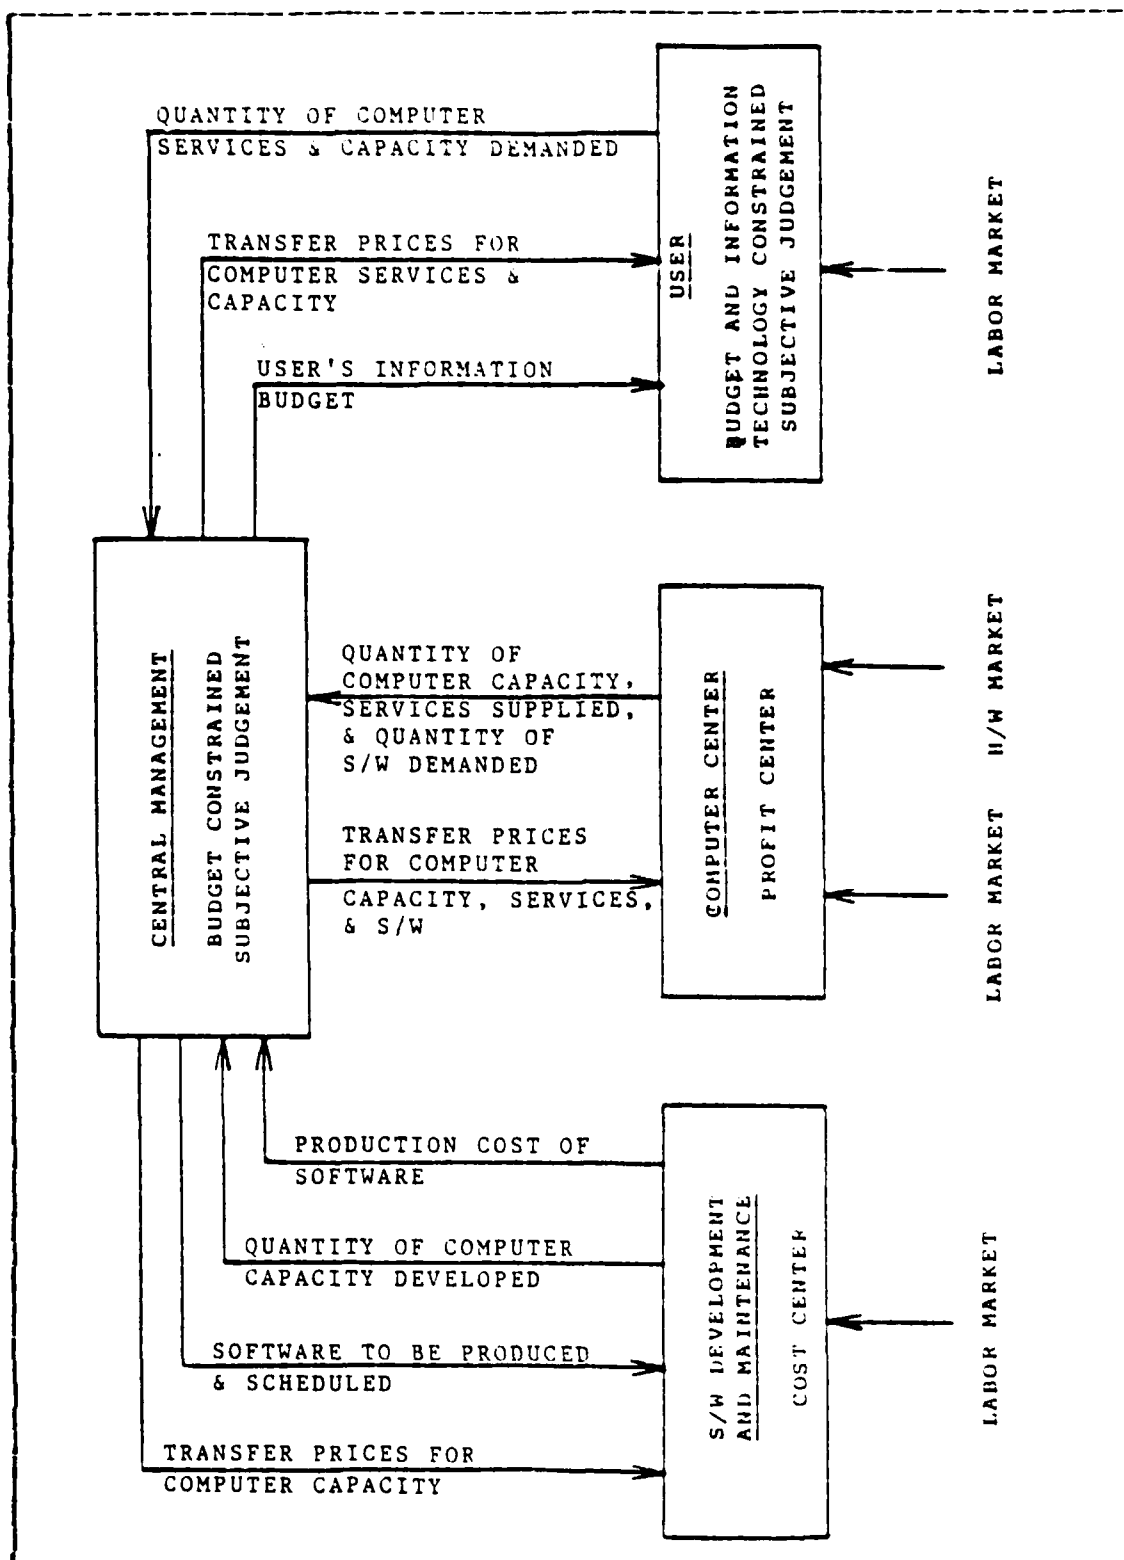 QUANTITY OF COMPUTER
SERVICES & CAPACITY DEMANDED
TRANSFER PRICES FOR
COMPUTER SERVICES &
CAPACITY
USER'S INFORMATION
BUDGET
USER
BUDGET AND INFORMATION
TECHNOLOGY CONSTRAINED
SUBJECTIVE JUDGEMENT
LABOR MARKET
CENTRAL MANAGEMENT
BUDGET CONSTRAINED
SUBJECTIVE JUDGEMENT
QUANTITY OF
COMPUTER CAPACITY,
SERVICES SUPPLIED,
& QUANTITY OF
S/W DEMANDED
TRANSFER PRICES
FOR COMPUTER
CAPACITY, SERVICES,
& S/W
COMPUTER CENTER
PROFIT CENTER
H/W MARKET
LABOR MARKET
PRODUCTION COST OF
SOFTWARE
QUANTITY OF COMPUTER
CAPACITY DEVELOPED
SOFTWARE TO BE PRODUCED
& SCHEDULED
TRANSFER PRICES FOR
COMPUTER CAPACITY
S/W DEVELOPMENT
AND MAINTENANCE
COST CENTER
LABOR MARKET